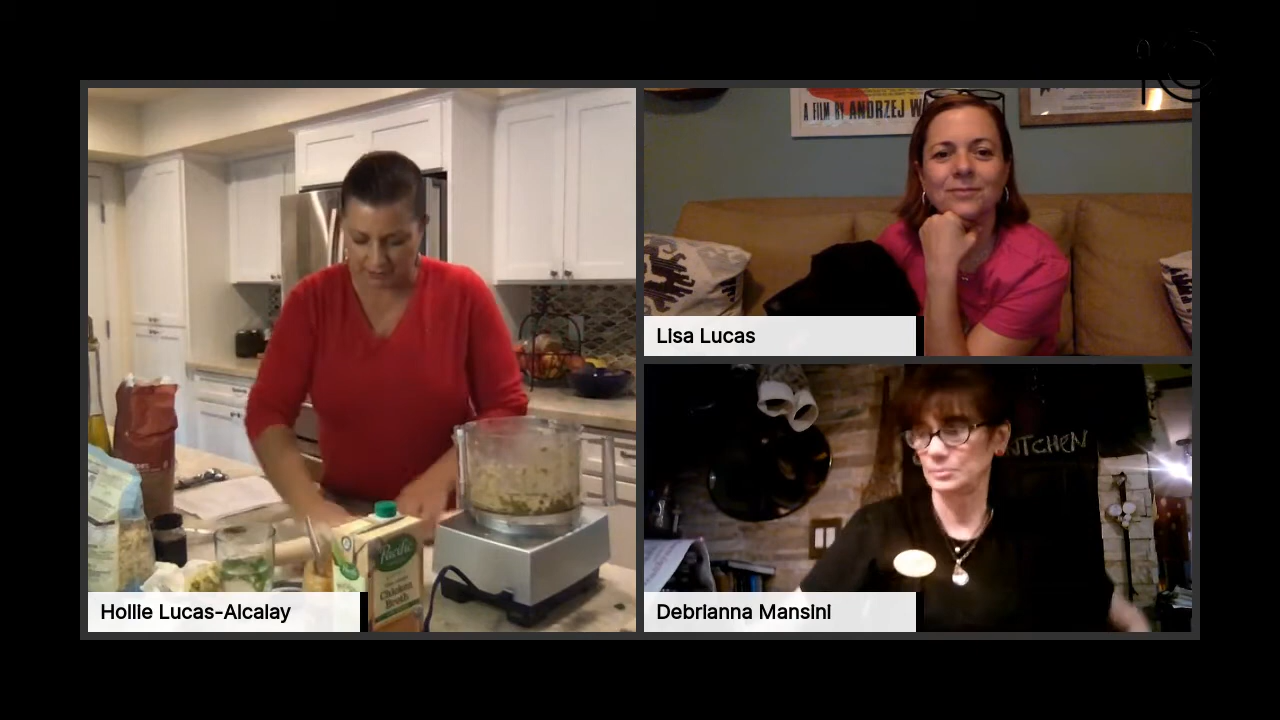 A FILM BY ANDRZEJ W
Lisa Lucas
KITCHEN
Pacific
Chicken
Broth
Hollie Lucas-Alcalay
Debrianna Mansini